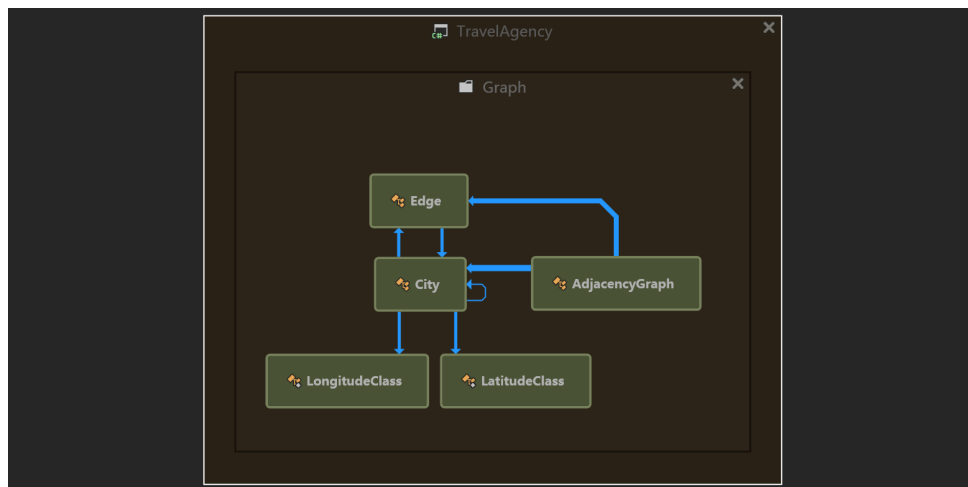 C#
TravelAgency
Graph
Edge
City
AdjacencyGraph
LongitudeClass
LatitudeClass